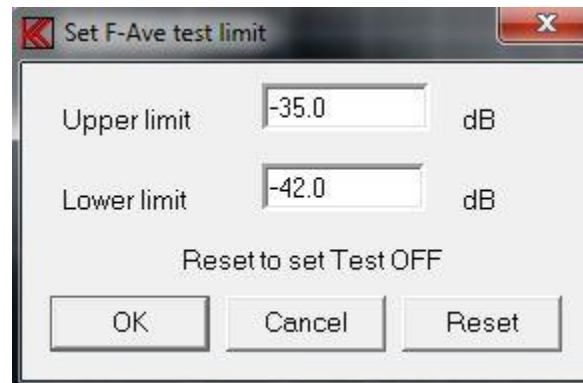 Set F-Ave test limit
Upper limit -35.0 dB
Lower limit -42.0 dB
Reset to set Test OFF
OK Cancel Reset